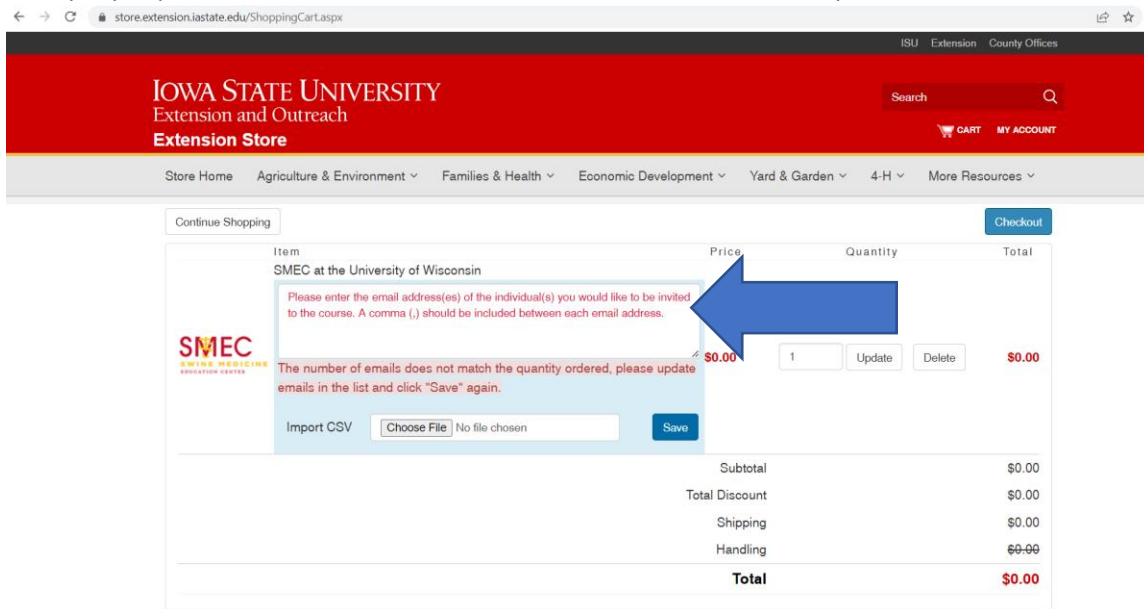 store.extension.iastate.edu/ShoppingCart.aspx
ISU Extension County Offices
IOWA STATE UNIVERSITY
Extension and Outreach
Extension Store
Search
CART MY ACCOUNT
Store Home Agriculture & Environment Families & Health Economic Development Yard & Garden 4-H More Resources
Continue Shopping Checkout
Item Price Quantity Total
SMEC at the University of Wisconsin
Please enter the email address(es) of the individual(s) you would like to be invited
to the course. A comma (,) should be included between each email address.
SMEC
SWINE MEDICINE
EDUCATION CENTER
$0.00 1 Update Delete $0.00
The number of emails does not match the quantity ordered, please update
emails in the list and click "Save" again.
Import CSV Choose File No file chosen Save
Subtotal $0.00
Total Discount $0.00
Shipping $0.00
Handling $0.00
Total $0.00